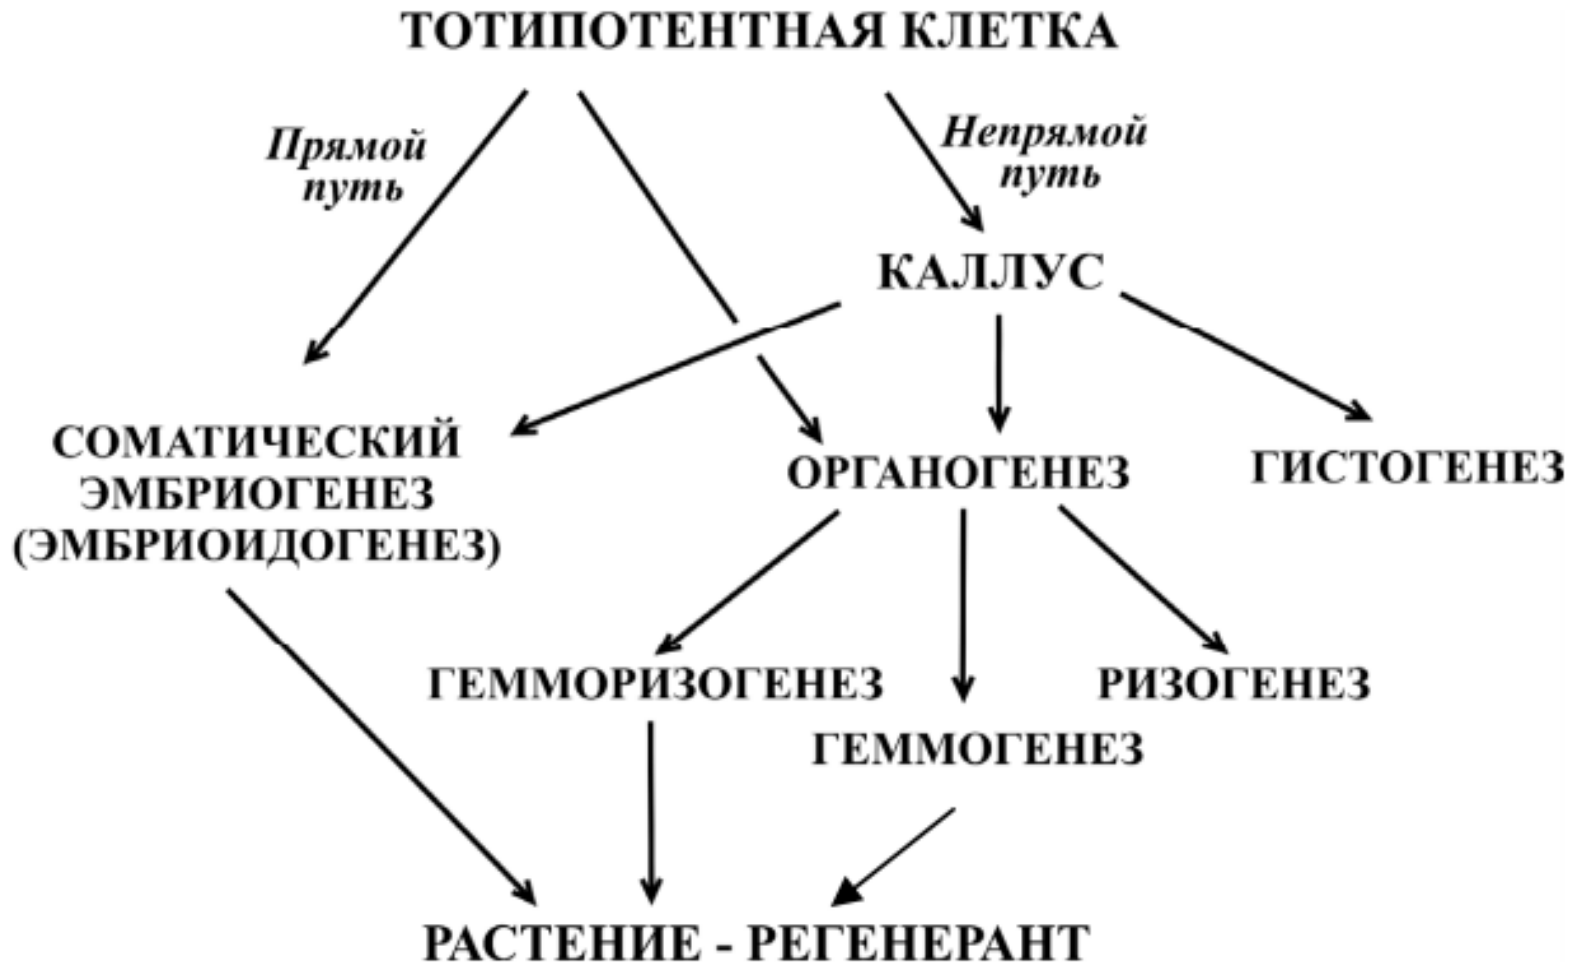 ТОТИПОТЕНТНАЯ КЛЕТКА
Прямой
путь
Непрямой
путь
КАЛЛУС
СОМАТИЧЕСКИЙ
ЭМБРИОГЕНЕЗ
(ЭМБРИОИДОГЕНЕЗ)
ОРГАНОГЕНЕЗ
ГИСТОГЕНЕЗ
ГЕММОРИЗОГЕНЕЗ
РИЗОГЕНЕЗ
ГЕММОГЕНЕЗ
РАСТЕНИЕ - РЕГЕНЕРАНТ